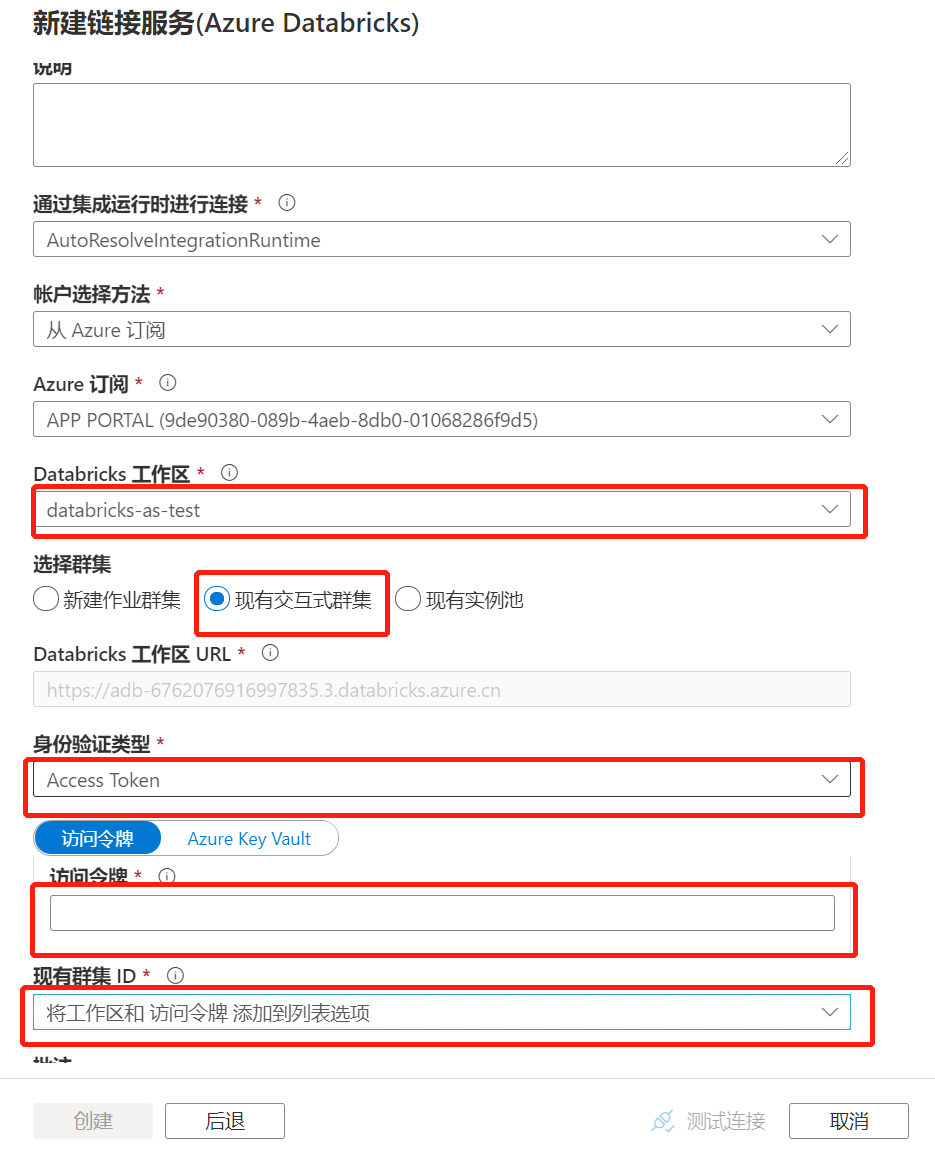 新建链接服务(Azure Databricks)
说明
通过集成运行时进行连接 *
AutoResolveIntegrationRuntime
帐户选择方法 *
从 Azure 订阅
Azure 订阅 *
APP PORTAL (9de90380-089b-4aeb-8db0-01068286f9d5)
Databricks 工作区 *
databricks-as-test
选择群集
新建作业群集 现有交互式群集 现有实例池
Databricks 工作区 URL *
https://adb-6762076916997835.3.databricks.azure.cn
身份验证类型 *
Access Token
访问令牌 Azure Key Vault
访问令牌 *
现有群集 ID *
将工作区和 访问令牌 添加到列表选项
批注
创建 后退 测试连接 取消